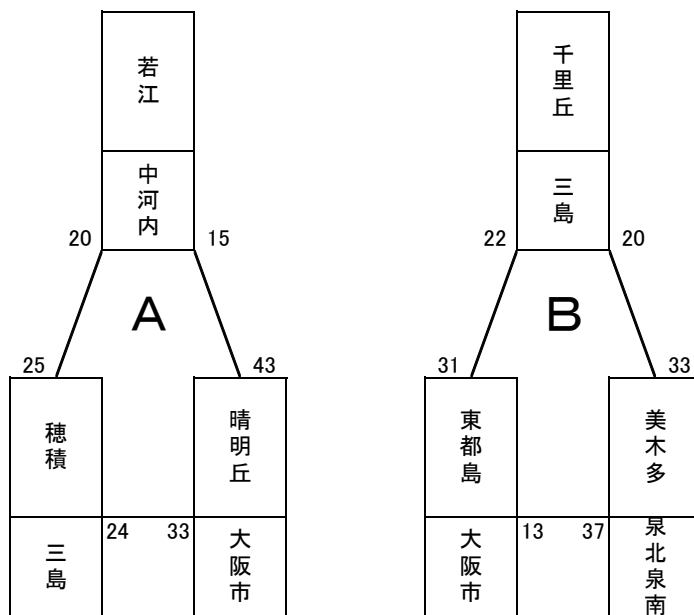 若江
千里丘
中河内
三島
20
15
22
20
A
B
25
43
31
33
穂積
晴明丘
東都島
美木多
24
33
13
37
三島
大阪市
大阪市
泉北泉南